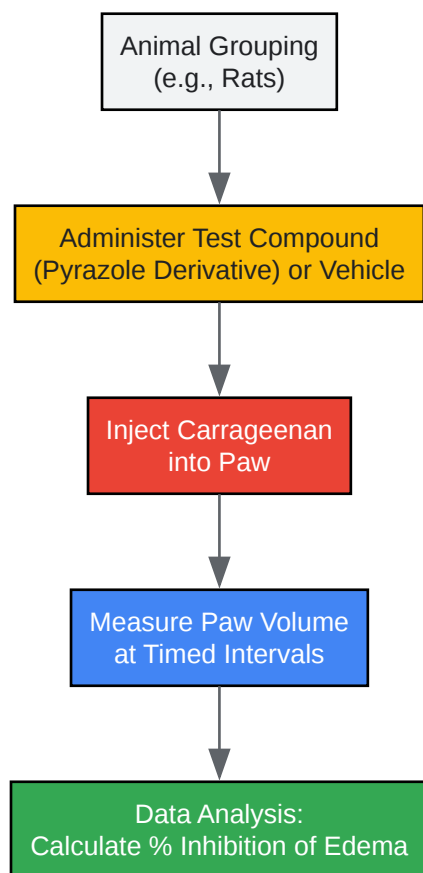 Animal Grouping
(e.g., Rats)
Administer Test Compound
(Pyrazole Derivative) or Vehicle
Inject Carrageenan
into Paw
Measure Paw Volume
at Timed Intervals
Data Analysis:
Calculate % Inhibition of Edema